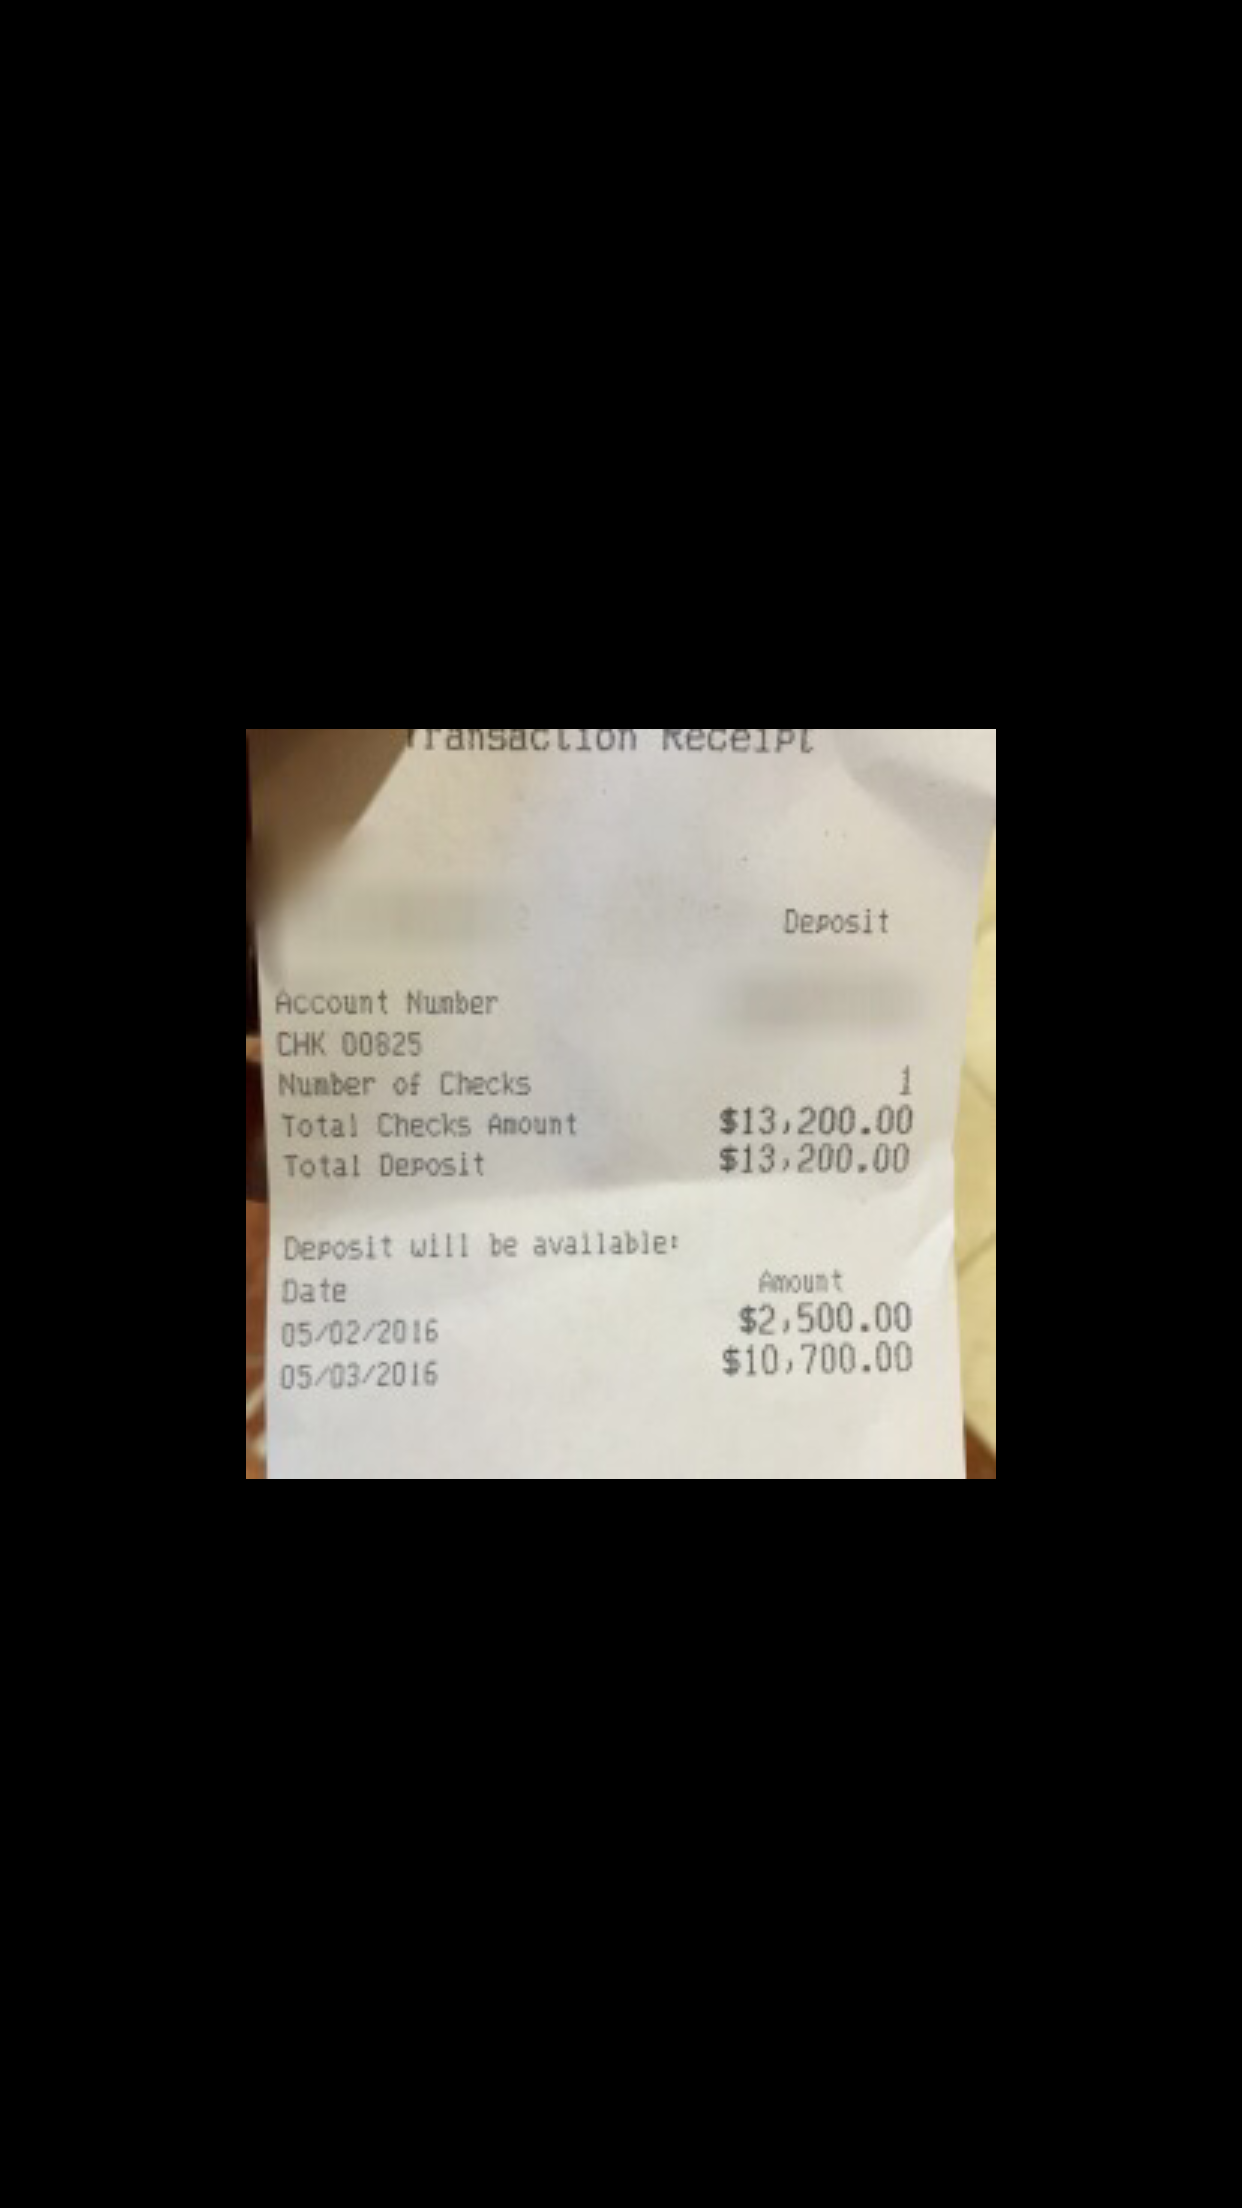 Transaction Receipt
Deposit
Account Number
CHK 00825
Number of Checks 1
Total Checks Amount $13,200.00
Total Deposit $13,200.00
Deposit will be available:
Date Amount
05/02/2016 $2,500.00
05/03/2016 $10,700.00